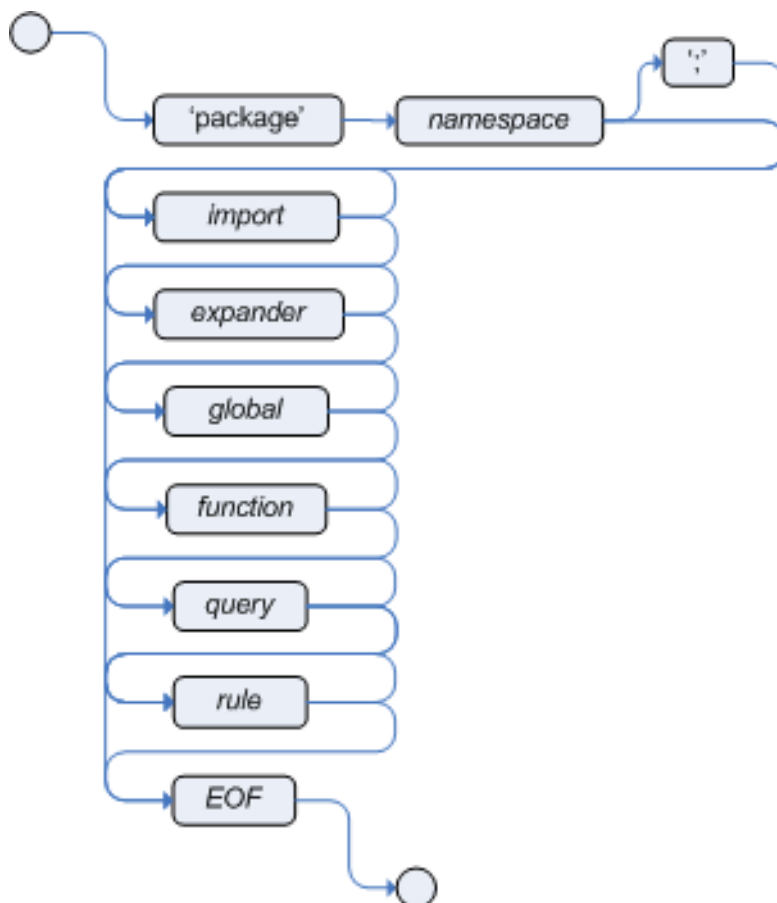 ';'
‘package’
namespace
import
expander
global
function
query
rule
EOF